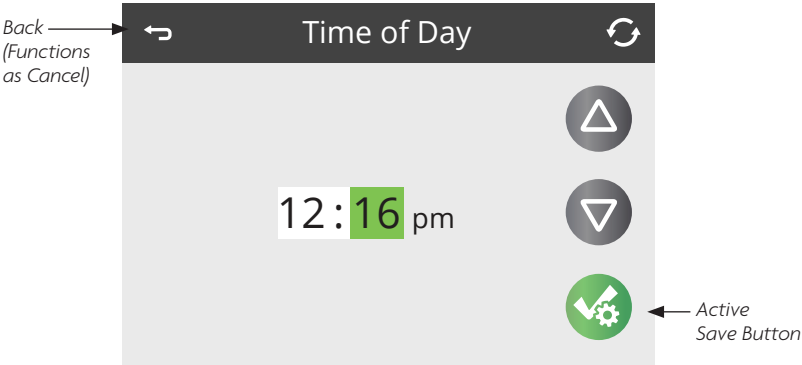 Back
(Functions
as Cancel)
Time of Day
12:16 pm
Active
Save Button